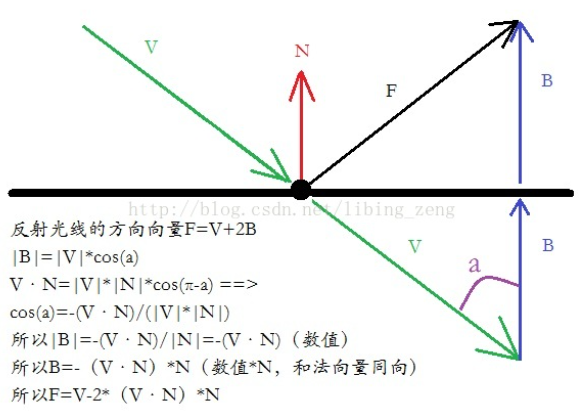 V
N
F
B
http://blog.csdn.net/libing_zeng
反射光线的方向向量F=V+2B
|B|=|V|*cos(a)
V
a
B
V · N=|V|*|N|*cos(π-a) ==>
cos(a)=-(V · N)/(|V|*|N|)
所以|B|=-(V · N)/|N|=-(V · N)（数值）
所以B=-（V · N）*N（数值*N，和法向量同向）
所以F=V-2*（V · N）*N